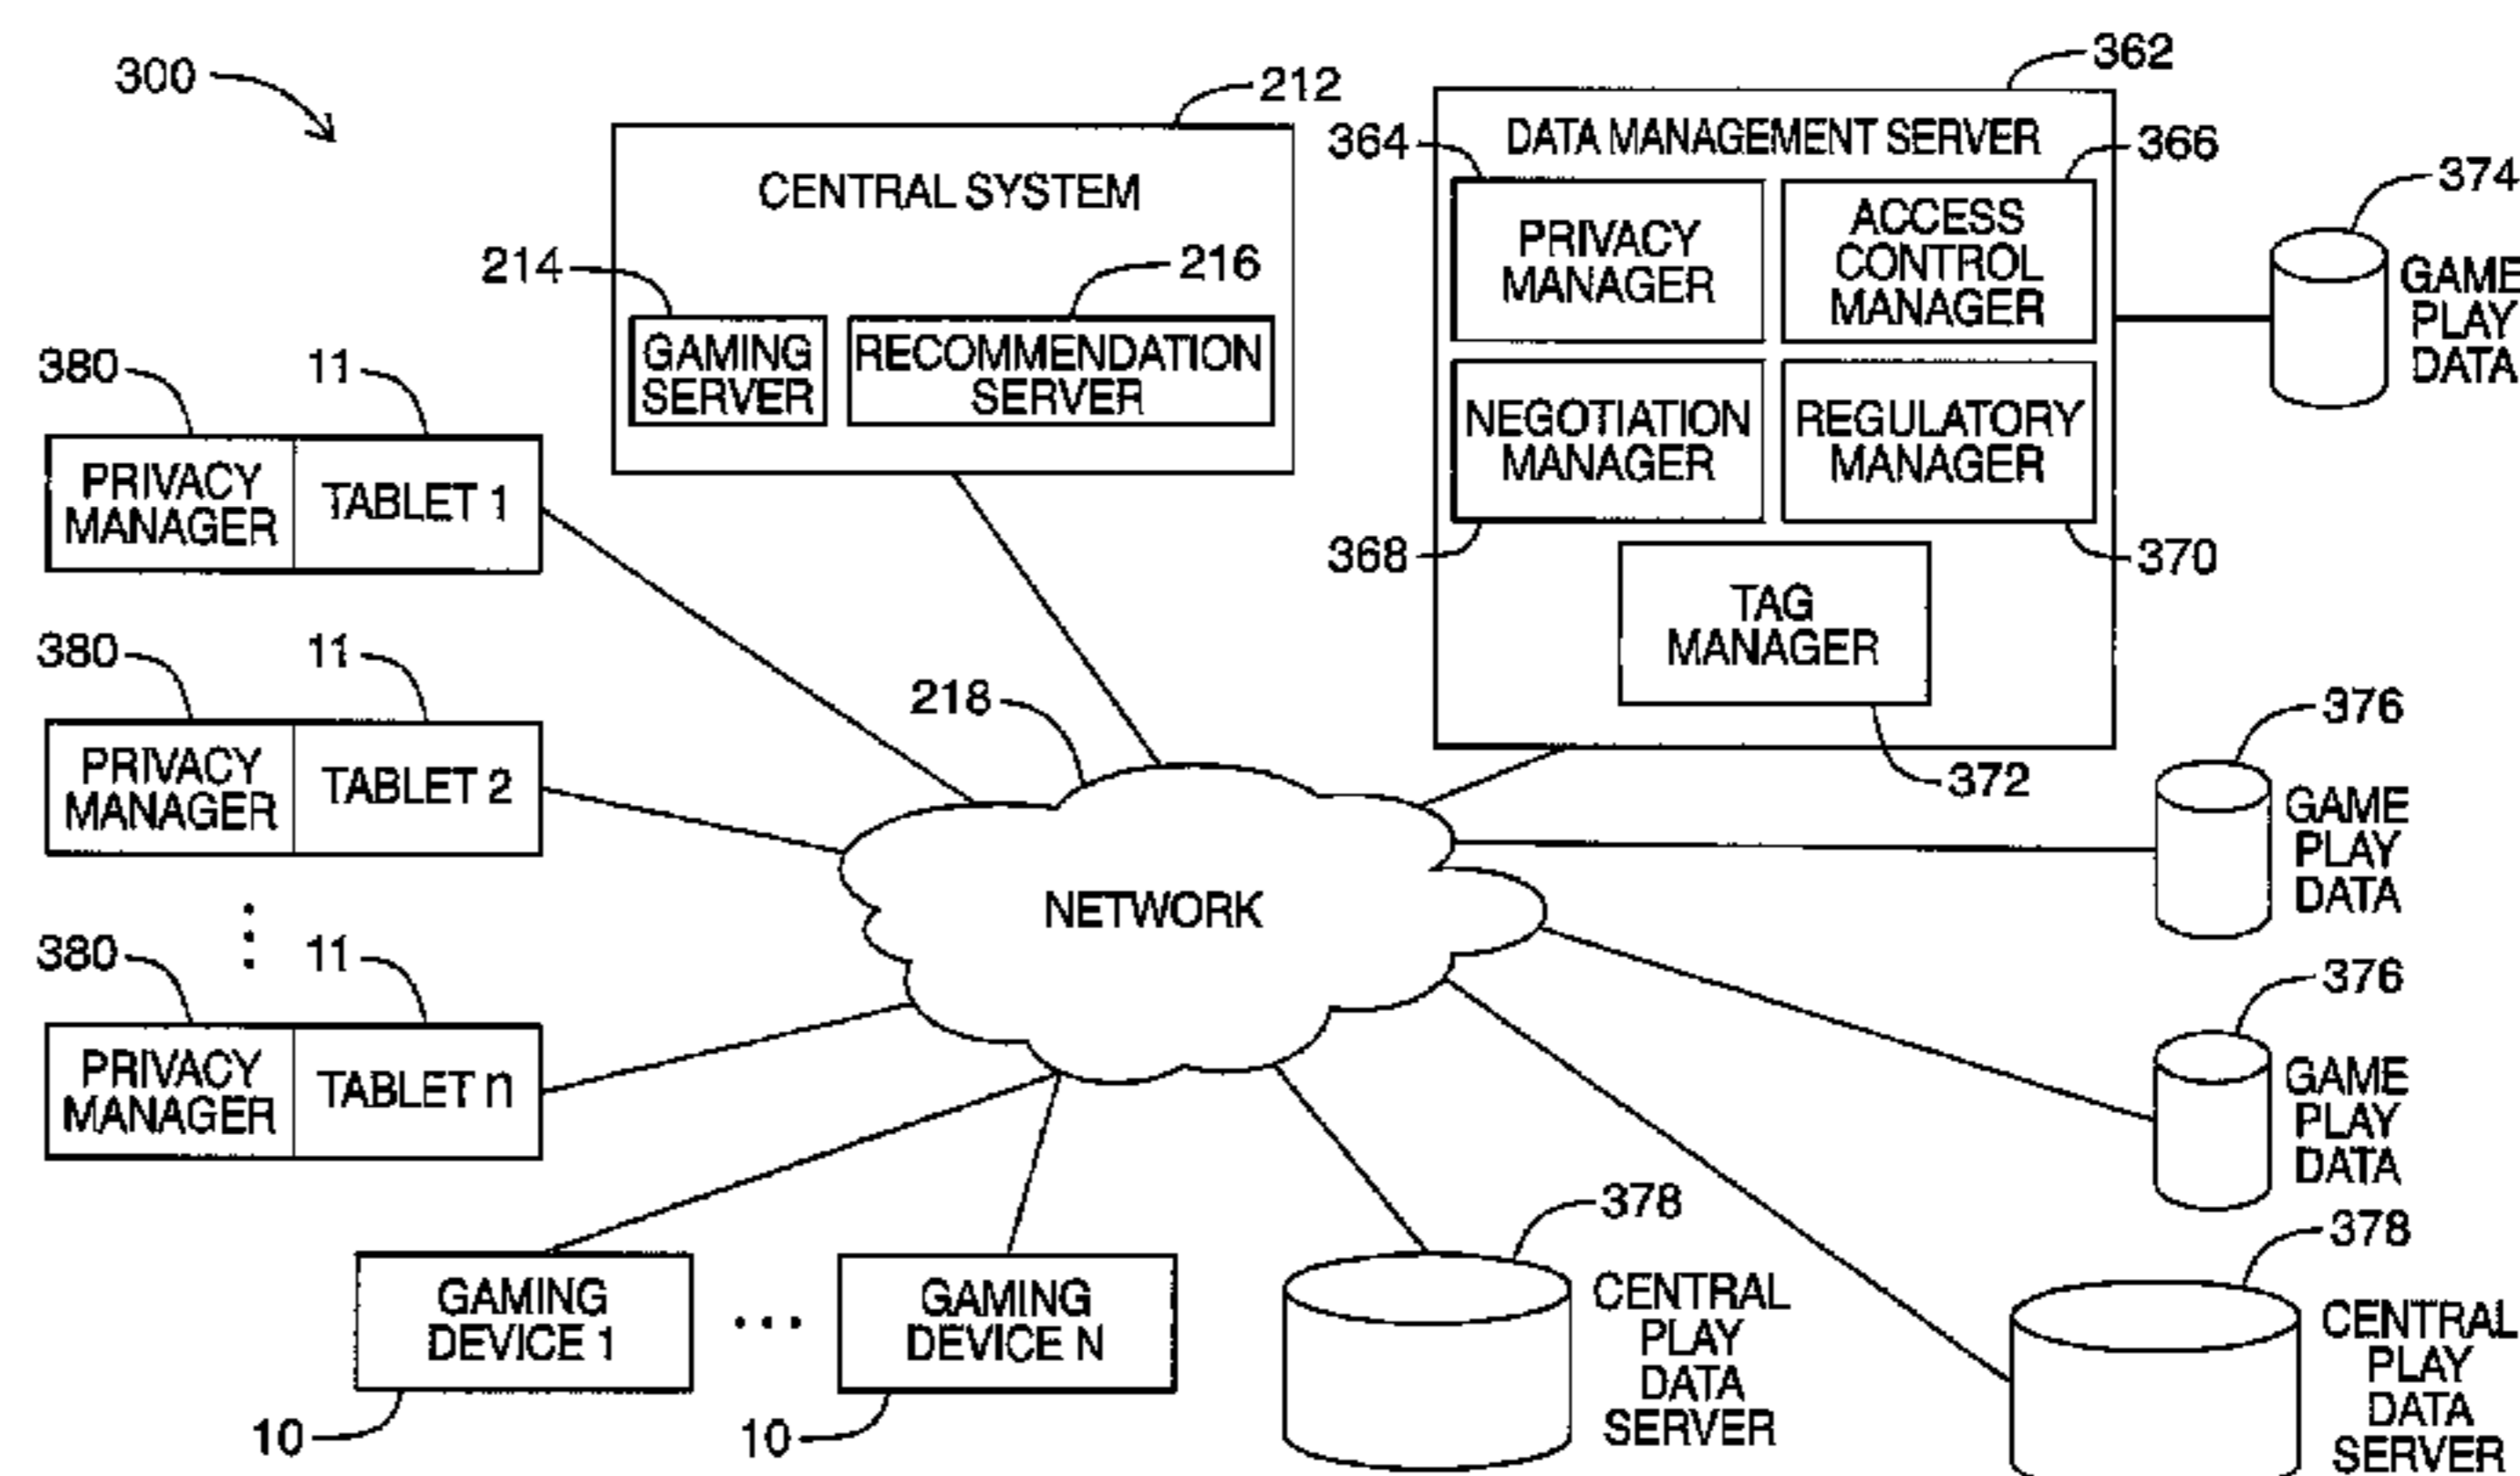 300
212
362
CENTRAL SYSTEM
214
216
GAMING
SERVER
RECOMMENDATION
SERVER
364
DATA MANAGEMENT SERVER
366
PRIVACY
MANAGER
ACCESS
CONTROL
MANAGER
374
GAME
PLAY
DATA
NEGOTIATION
MANAGER
REGULATORY
MANAGER
368
370
TAG
MANAGER
372
380
11
PRIVACY
MANAGER
TABLET 1
380
11
PRIVACY
MANAGER
TABLET 2
380
11
PRIVACY
MANAGER
TABLET n
218
NETWORK
376
GAME
PLAY
DATA
376
GAME
PLAY
DATA
GAMING
DEVICE 1
10
...
GAMING
DEVICE N
10
378
CENTRAL
PLAY
DATA
SERVER
378
CENTRAL
PLAY
DATA
SERVER